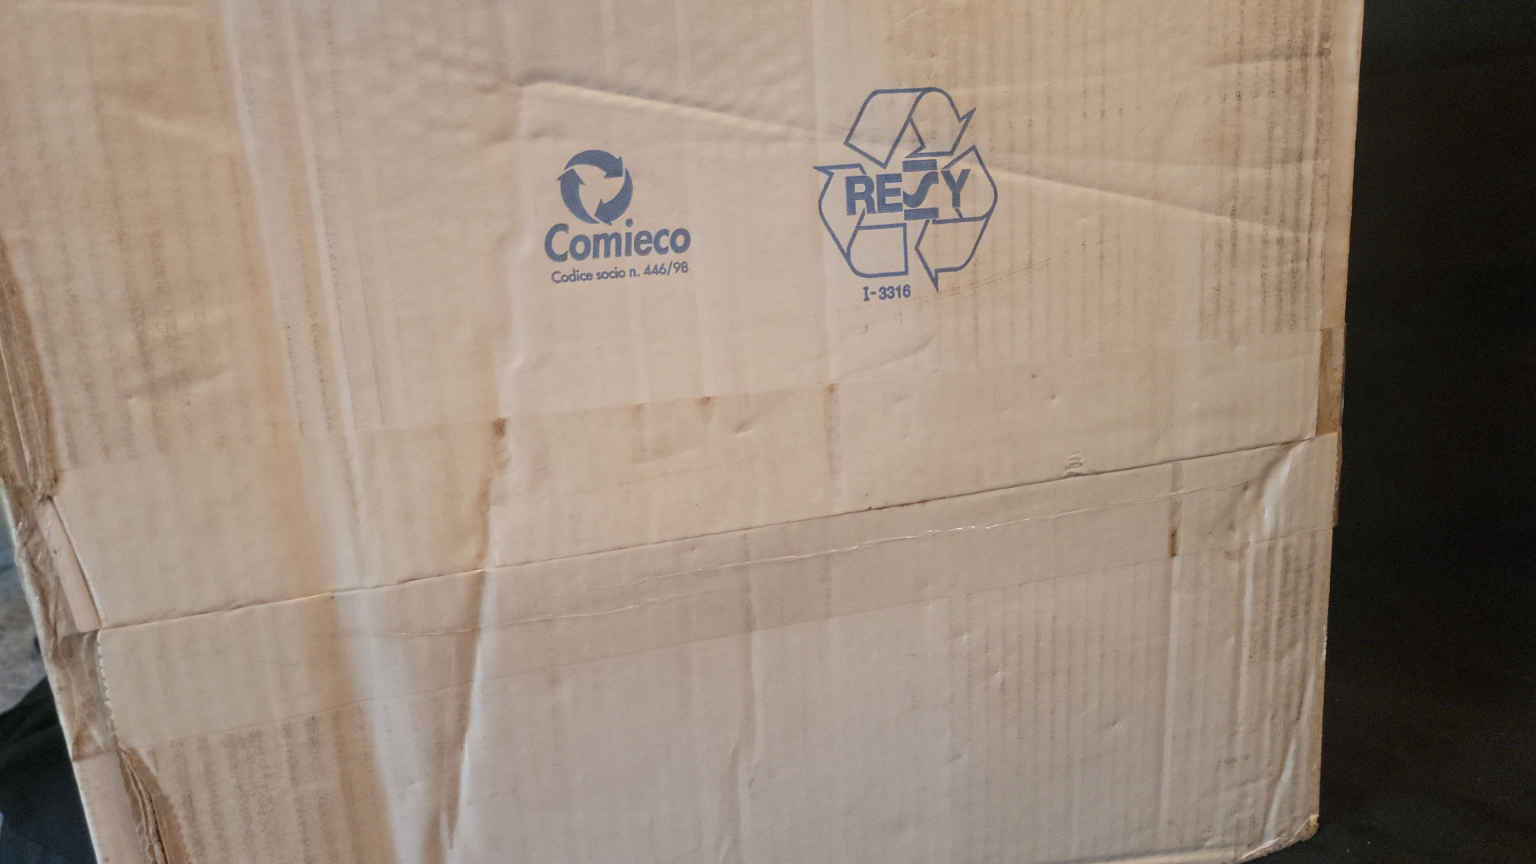 Comieco
Codice socio n. 446/98
RESY
I-3316